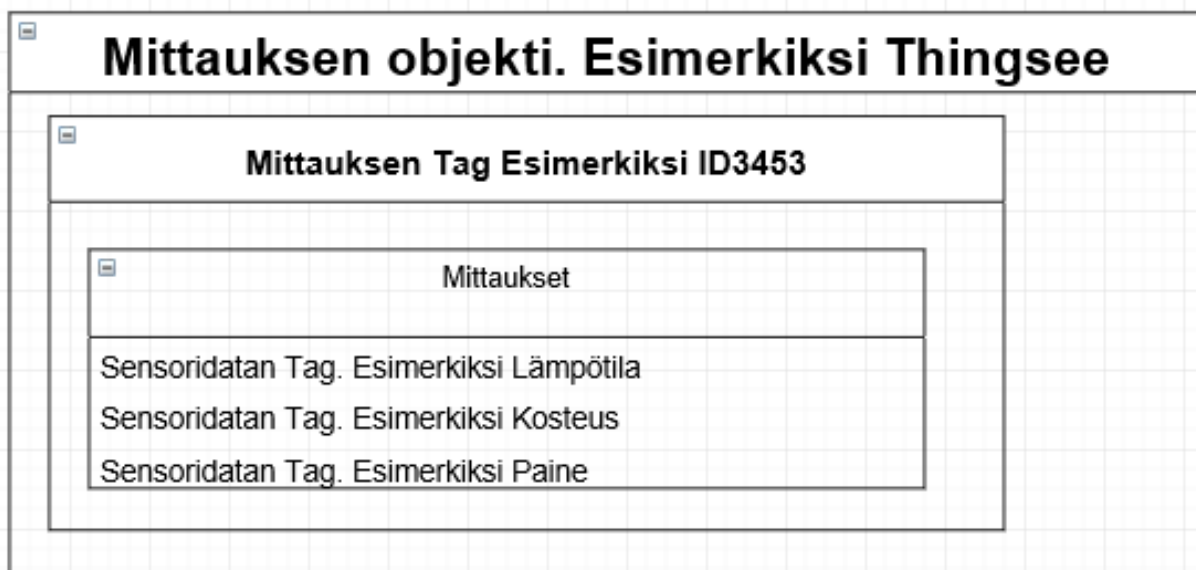 Mittauksen objekti. Esimerkiksi Thingsee
Mittauksen Tag Esimerkiksi ID3453
Mittaukset
Sensoridatan Tag. Esimerkiksi Lämpötila
Sensoridatan Tag. Esimerkiksi Kosteus
Sensoridatan Tag. Esimerkiksi Paine